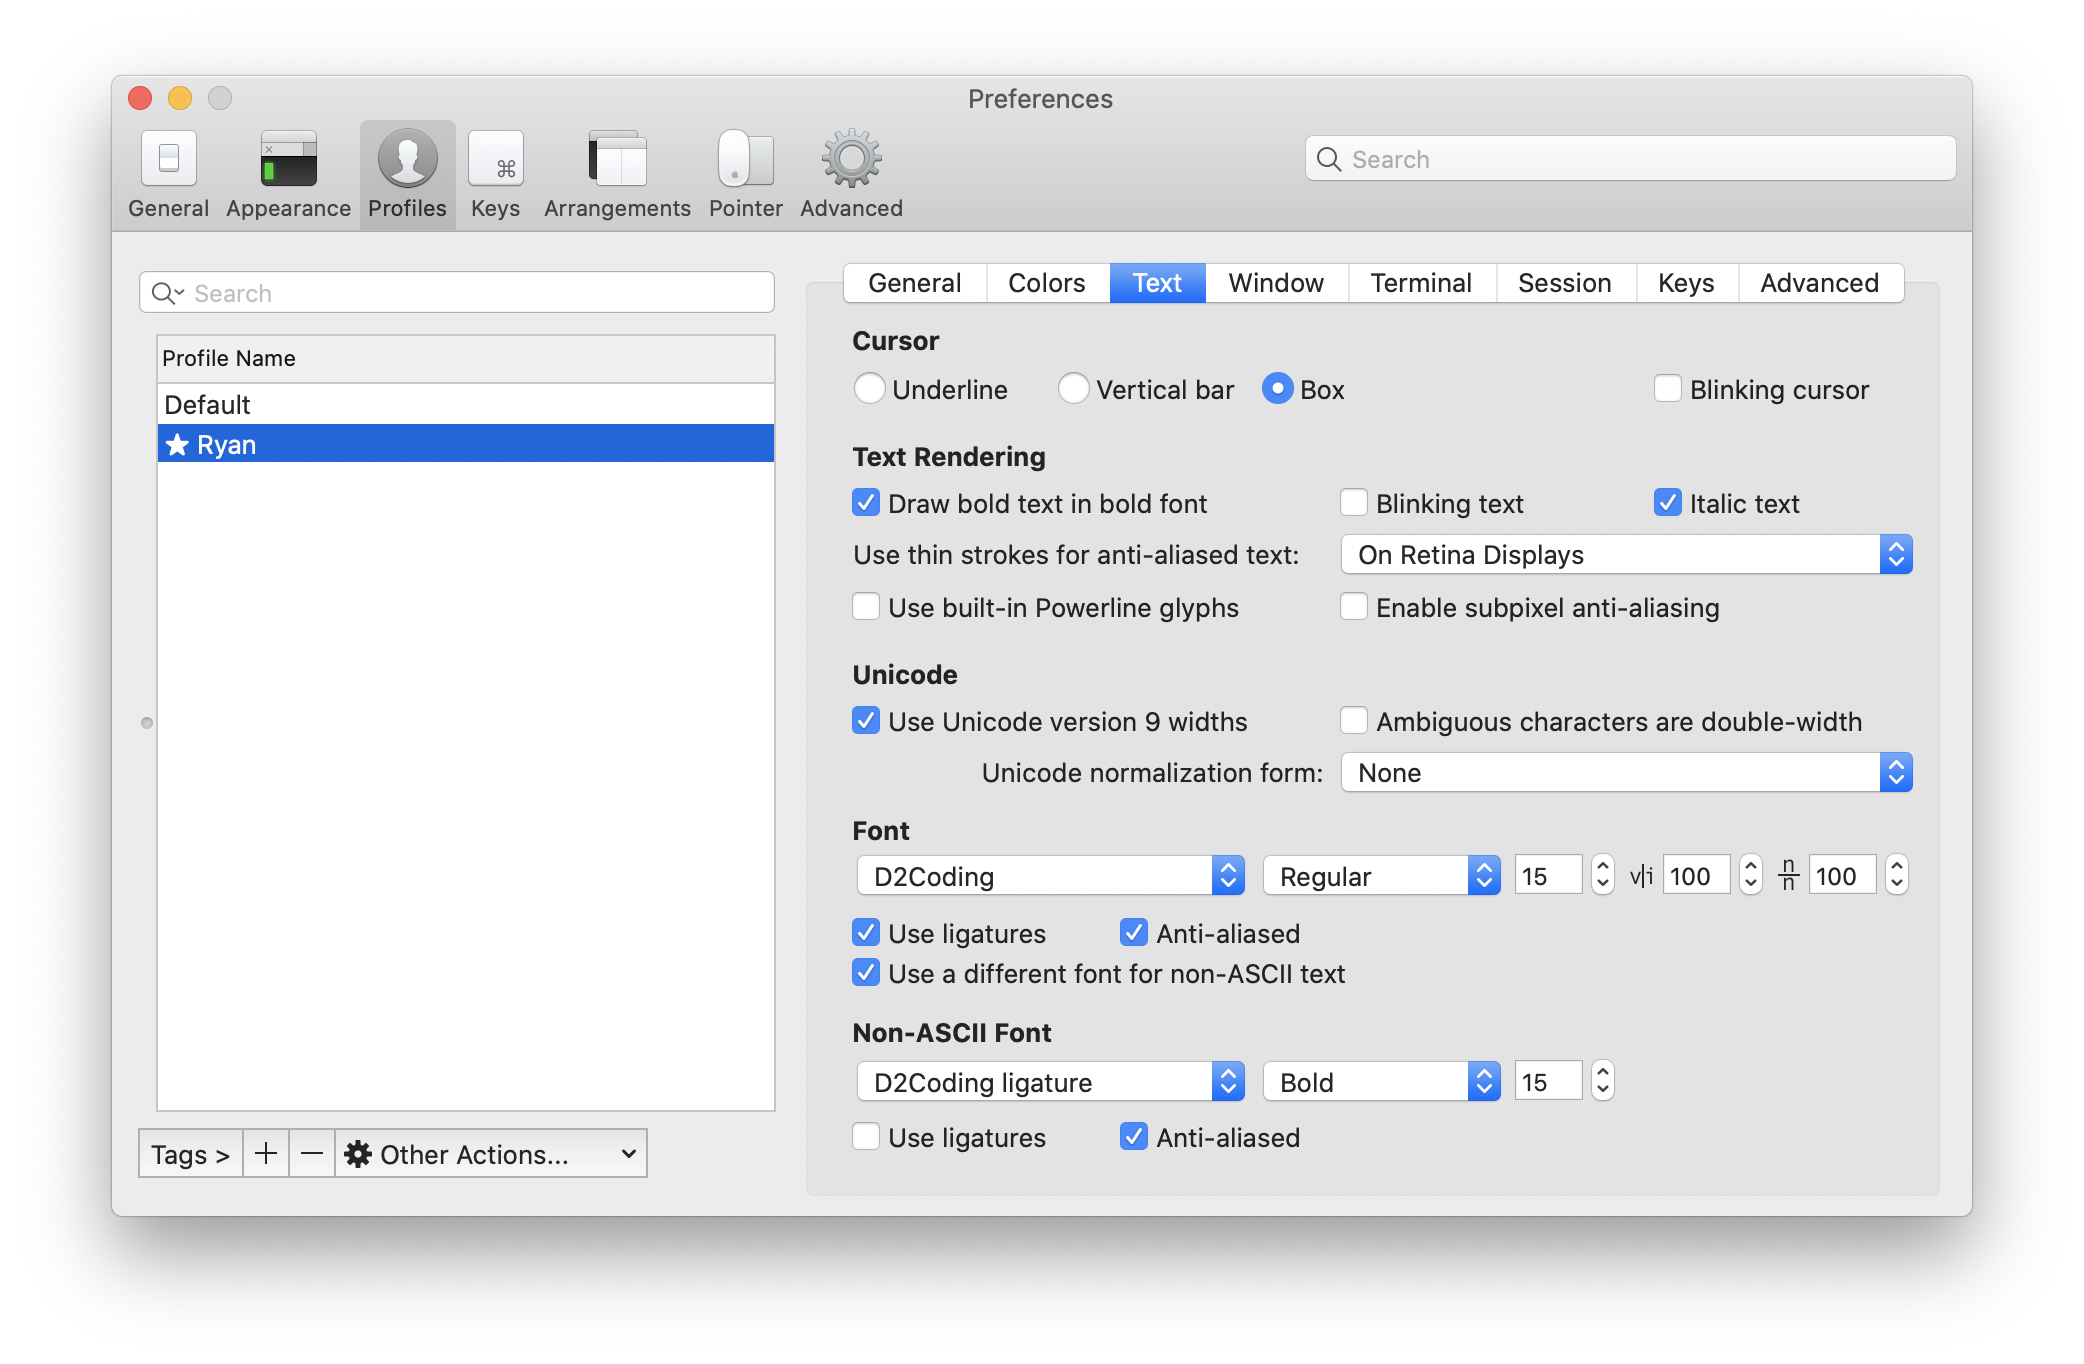 Preferences
General Appearance Profiles Keys Arrangements Pointer Advanced
Search
Search
Profile Name
Default
Ryan
Tags > + — Other Actions...
General Colors Text Window Terminal Session Keys Advanced
Cursor
Underline Vertical bar Box Blinking cursor
Text Rendering
Draw bold text in bold font Blinking text Italic text
Use thin strokes for anti-aliased text: On Retina Displays
Use built-in Powerline glyphs Enable subpixel anti-aliasing
Unicode
Use Unicode version 9 widths Ambiguous characters are double-width
Unicode normalization form: None
Font
D2Coding Regular 15 v|i 100 n/n 100
Use ligatures Anti-aliased
Use a different font for non-ASCII text
Non-ASCII Font
D2Coding ligature Bold 15
Use ligatures Anti-aliased